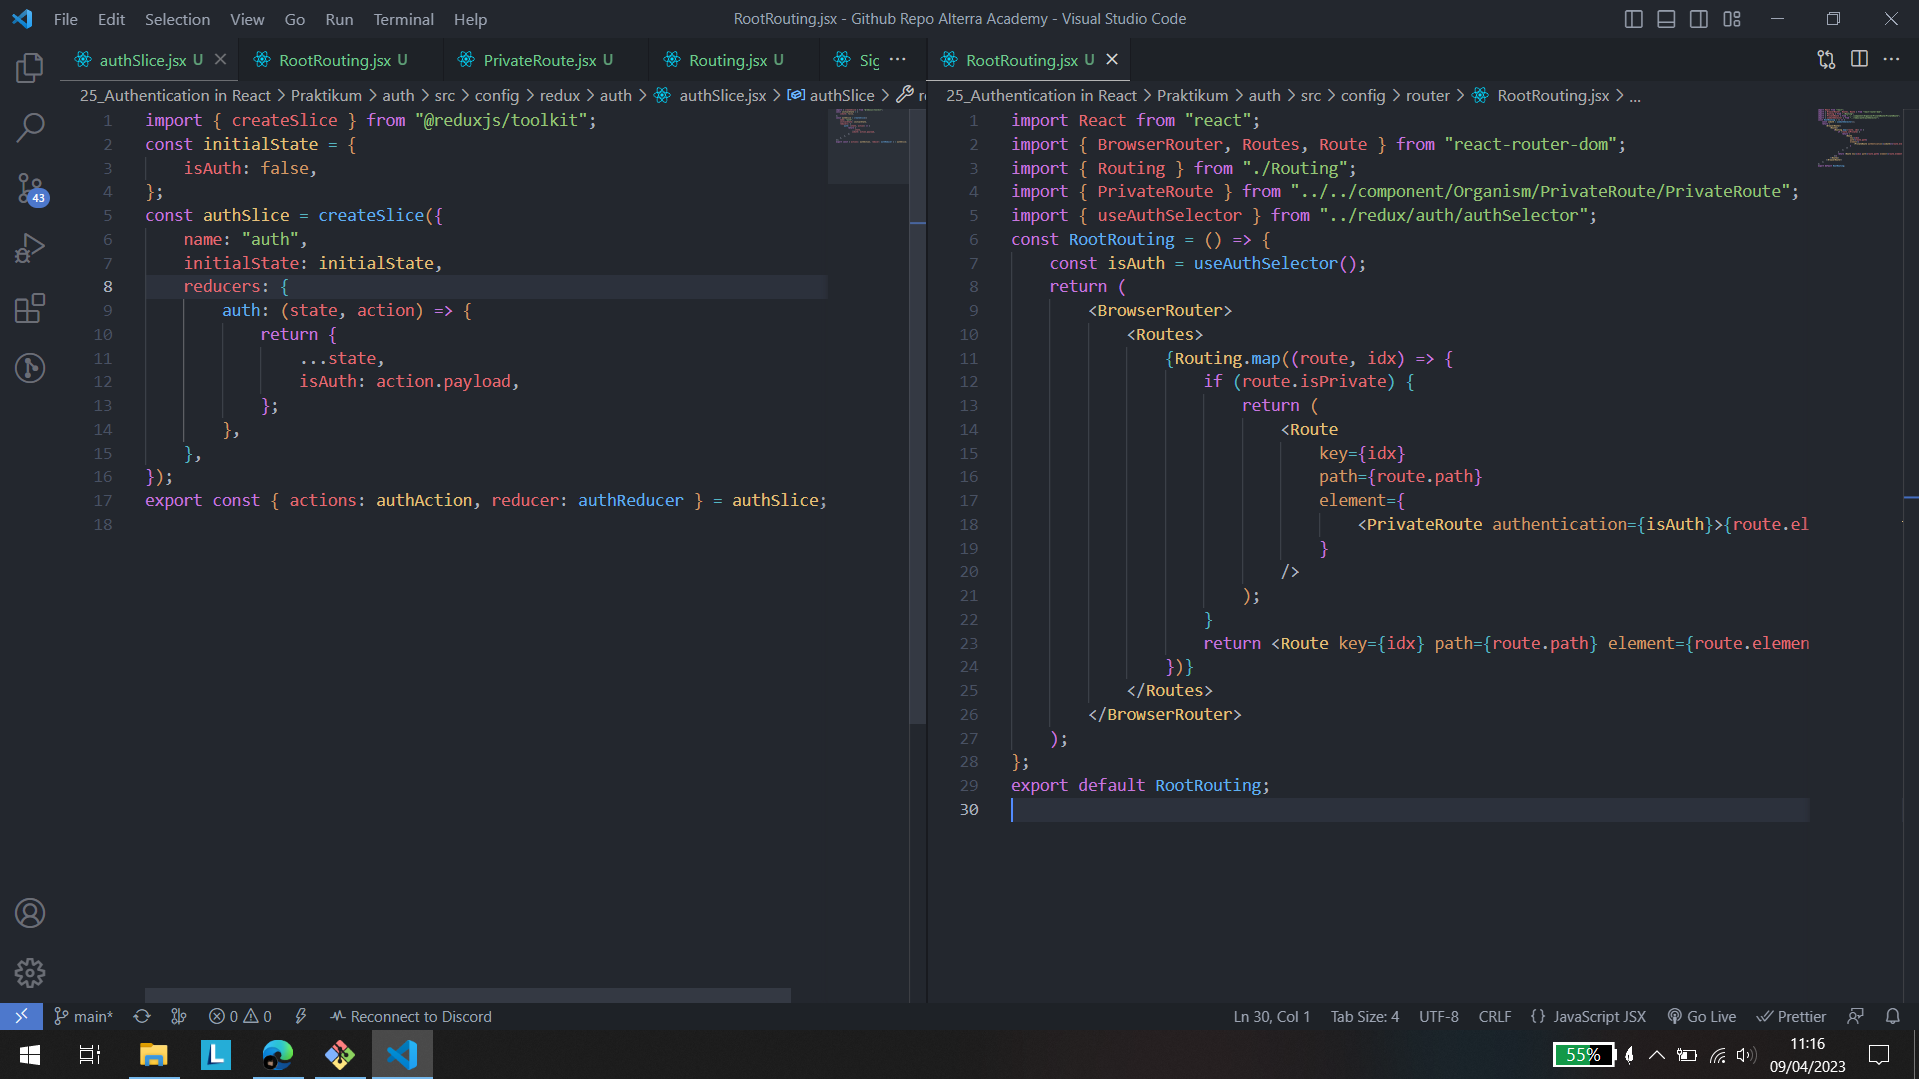 File Edit Selection View Go Run Terminal Help
RootRouting.jsx - Github Repo Alterra Academy - Visual Studio Code
authSlice.jsx U
RootRouting.jsx U
PrivateRoute.jsx U
Routing.jsx U
Sig
RootRouting.jsx U
25_Authentication in React > Praktikum > auth > src > config > redux > auth > authSlice.jsx > authSlice >
1 import { createSlice } from "@reduxjs/toolkit";
2 const initialState = {
3 isAuth: false,
4 };
5 const authSlice = createSlice({
6 name: "auth",
7 initialState: initialState,
8 reducers: {
9 auth: (state, action) => {
10 return {
11 ...state,
12 isAuth: action.payload,
13 };
14 },
15 },
16 });
17 export const { actions: authAction, reducer: authReducer } = authSlice;
18
25_Authentication in React > Praktikum > auth > src > config > router > RootRouting.jsx > ...
1 import React from "react";
2 import { BrowserRouter, Routes, Route } from "react-router-dom";
3 import { Routing } from "./Routing";
4 import { PrivateRoute } from "../../component/Organism/PrivateRoute/PrivateRoute";
5 import { useAuthSelector } from "../redux/auth/authSelector";
6 const RootRouting = () => {
7 const isAuth = useAuthSelector();
8 return (
9 <BrowserRouter>
10 <Routes>
11 {Routing.map((route, idx) => {
12 if (route.isPrivate) {
13 return (
14 <Route
15 key={idx}
16 path={route.path}
17 element={
18 <PrivateRoute authentication={isAuth}>{route.el
19 }
20 />
21 );
22 }
23 return <Route key={idx} path={route.path} element={route.elemen
24 })}
25 </Routes>
26 </BrowserRouter>
27 );
28 };
29 export default RootRouting;
30
43
main* 0 0 Reconnect to Discord
Ln 30, Col 1 Tab Size: 4 UTF-8 CRLF {} JavaScript JSX Go Live Prettier
L
55%
11:16
09/04/2023